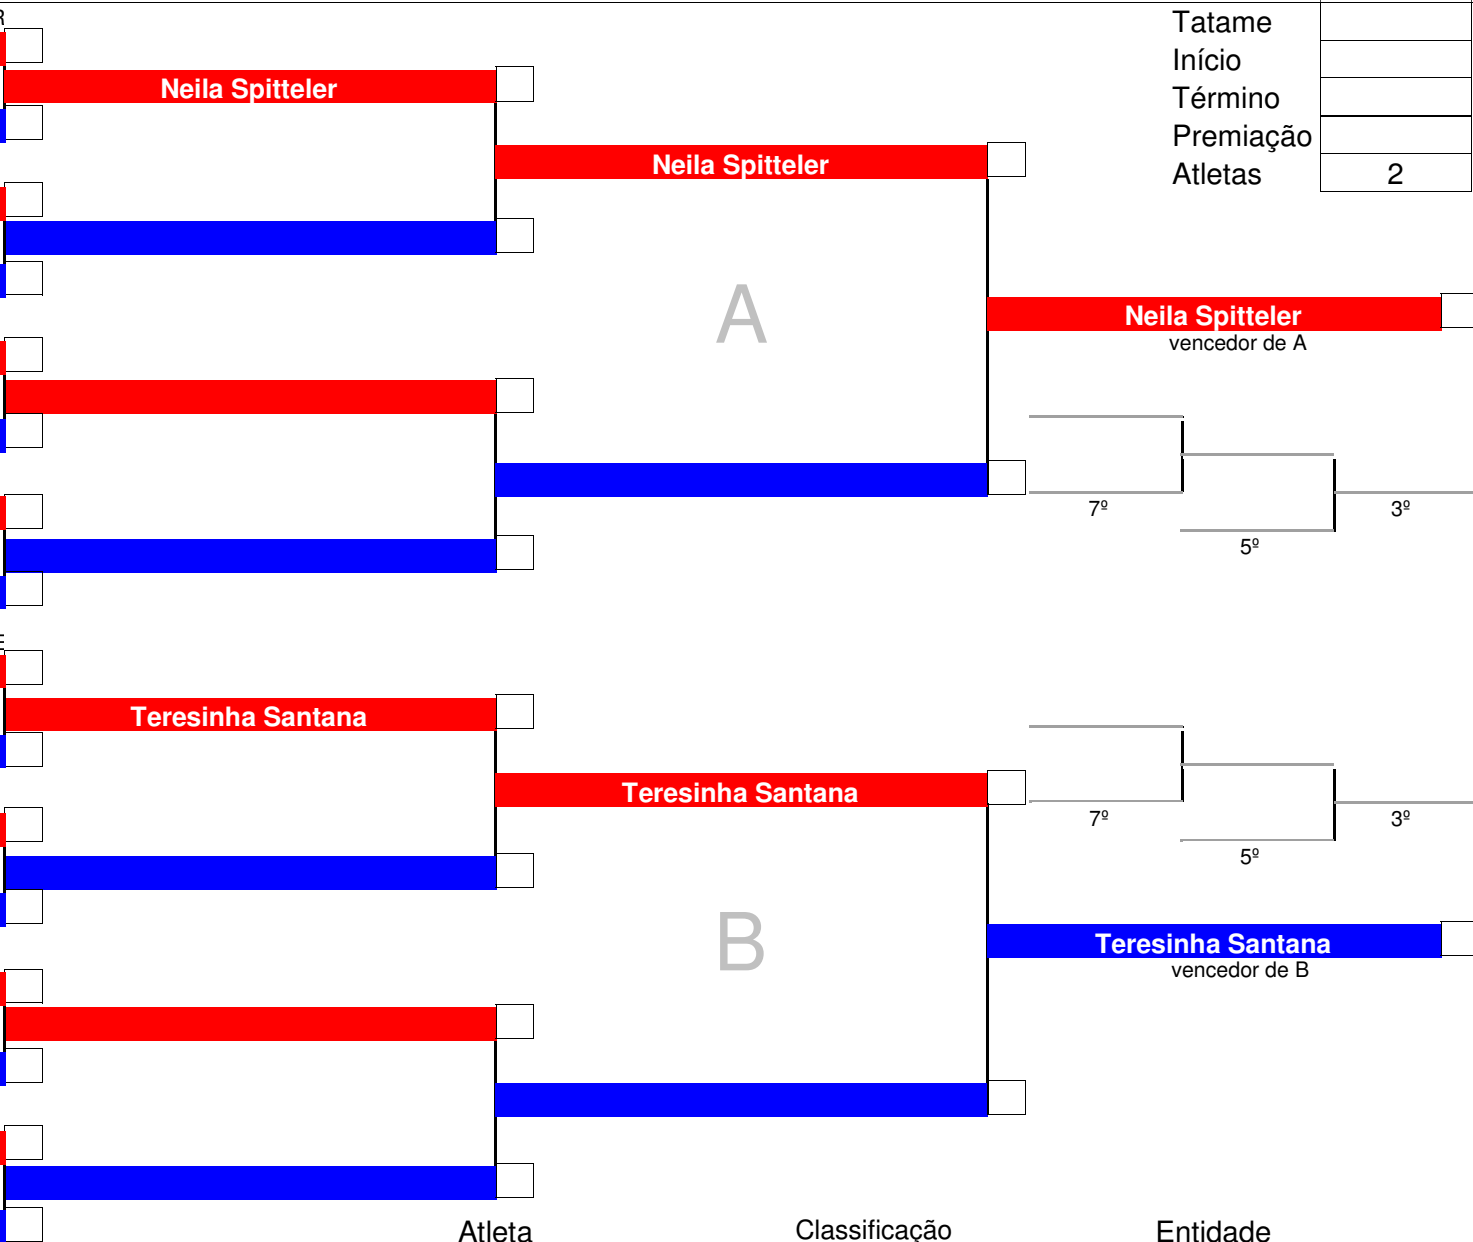 Tatame
Início
Neila Spitteler
Término
Premiação
Neila Spitteler
Atletas 2
A
Neila Spitteler
vencedor de A
7º 3º
5º
Teresinha Santana
Teresinha Santana
7º 3º
5º
B
Teresinha Santana
vencedor de B
Atleta Classificação Entidade